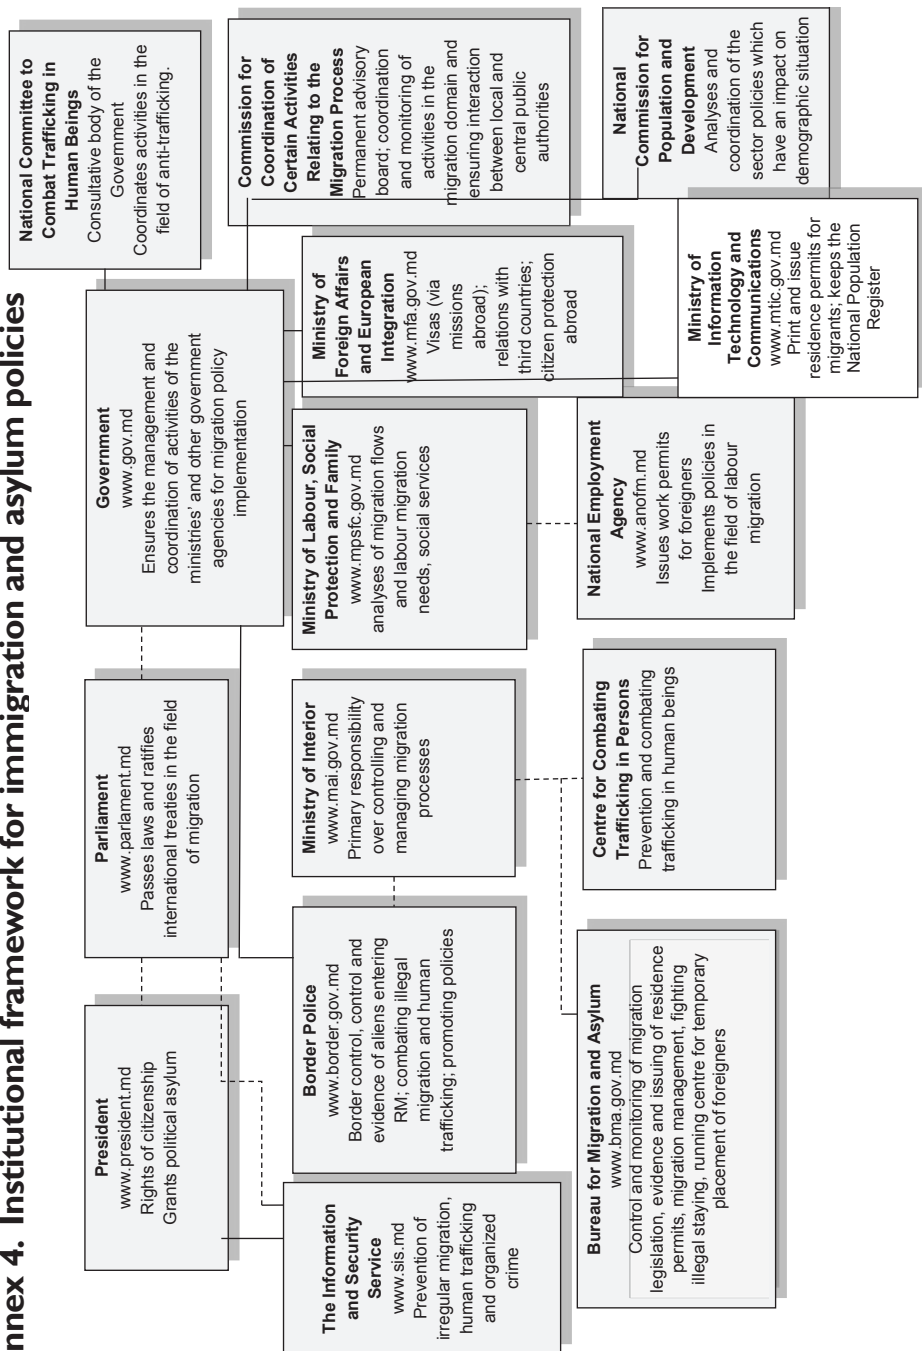 nnex 4. Institutional framework for immigration and asylum policies
President
www.president.md
Rights of citizenship
Grants political asylum
Parliament
www.parlament.md
Passes laws and ratifies
international treaties in the field
of migration
Government
www.gov.md
Ensures the management and
coordination of activities of the
ministries' and other government
agencies for migration policy
implementation
National Committee to
Combat Trafficking in
Human Beings
Consultative body of the
Government
Coordinates activities in the
field of anti-trafficking.
The Information
and Security
Service
www.sis.md
Prevention of
irregular migration,
human trafficking
and organized
crime
Border Police
www.border.gov.md
Border control, control and
evidence of aliens entering
RM; combating illegal
migration and human
trafficking; promoting policies
Ministry of Interior
www.mai.gov.md
Primary responsibility
over controlling and
managing migration
processes
Ministry of Labour, Social
Protection and Family
www.mpsfc.gov.md
analyses of migration flows
and labour migration
needs, social services
Ministry of
Foreign Affairs
and European
Integration
www.mfa.gov.md
Visas (via
missions
abroad);
relations with
third countries;
citizen protection
abroad
Commission for
Coordination of
Certain Activities
Relating to the
Migration Process
Permanent advisory
board; coordination
and monitoring of
activities in the
migration domain and
ensuring interaction
between local and
central public
authorities
Bureau for Migration and Asylum
www.bma.gov.md
Control and monitoring of migration
legislation, evidence and issuing of residence
permits, migration management, fighting
illegal staying, running centre for temporary
placement of foreigners
Centre for Combating
Trafficking in Persons
Prevention and combating
trafficking in human beings
National Employment
Agency
www.anofm.md
Issues work permits
for foreigners
Implements policies in
the field of labour
migration
Ministry of
Information
Technology and
Communications
www.mtic.gov.md
Print and issue
residence permits for
migrants; keeps the
National Population
Register
National
Commission for
Population and
Development
Analyses and
coordination of the
sector policies which
have an impact on
demographic situation